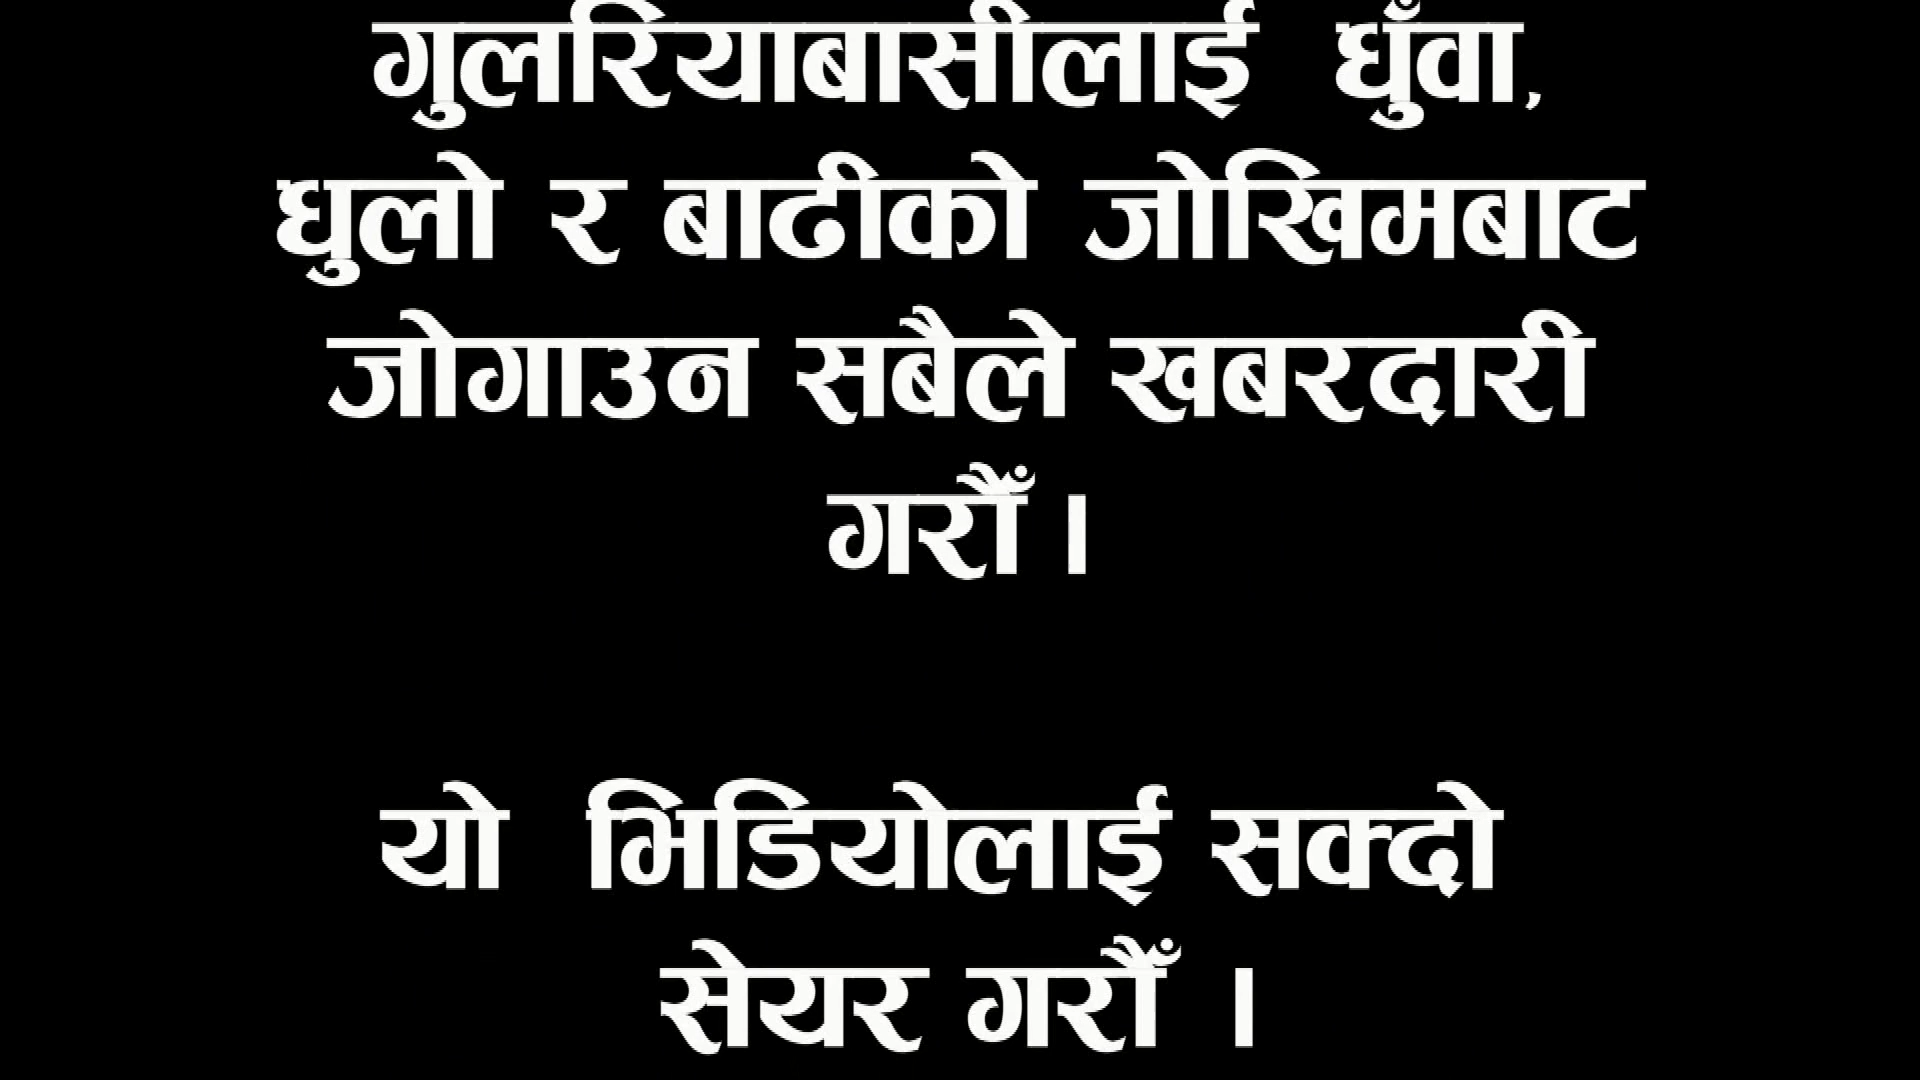 गुलरियाबासीलाई धुँवा,
धुलो र बाढीको जोखिमबाट
जोगाउन सबैले खबरदारी
गरौँ ।
यो भिडियोलाई सक्दो
सेयर गरौँ ।